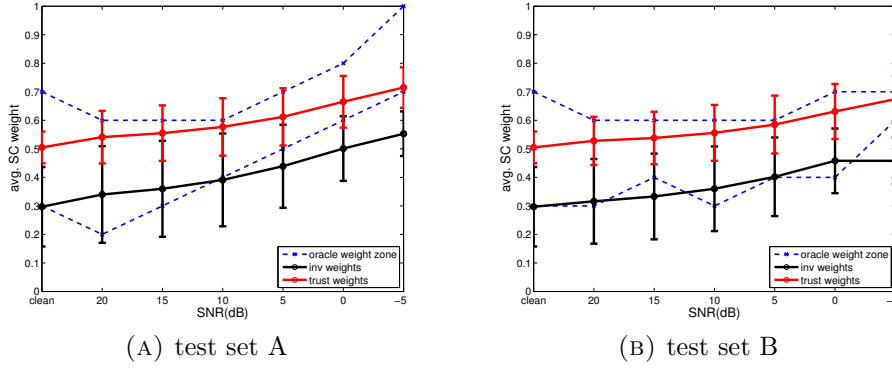 1
0.9
0.8
0.7
0.6
0.5
0.4
0.3
0.2
0.1
0
avg. SC weight
clean 20 15 10 5 0 −5
SNR(dB)
oracle weight zone
inv weights
trust weights
(A) test set A
1
0.9
0.8
0.7
0.6
0.5
0.4
0.3
0.2
0.1
0
avg. SC weight
clean 20 15 10 5 0
SNR(dB)
oracle weight zone
inv weights
trust weights
(B) test set B